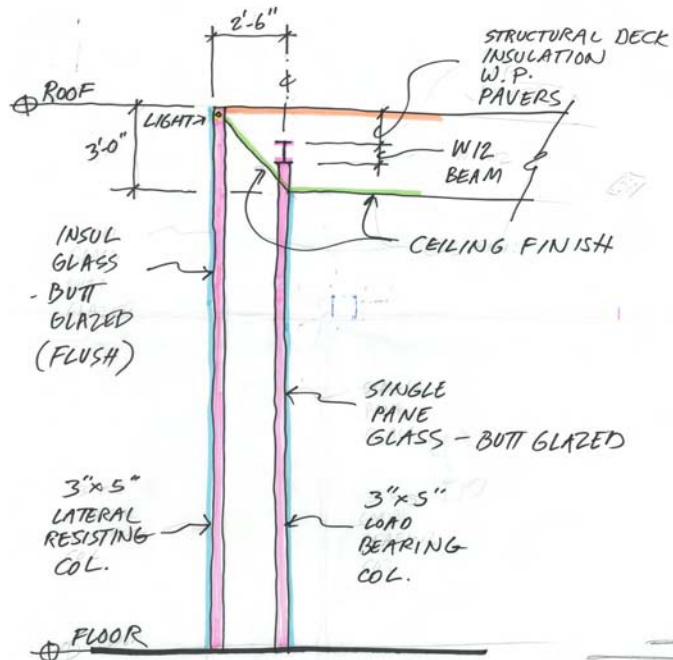 2'-6"
℄
STRUCTURAL DECK
INSULATION
W.P.
PAVERS
ROOF
LIGHT
3'-0"
W12
BEAM
CEILING FINISH
INSUL
GLASS
- BUTT
GLAZED
(FLUSH)
SINGLE
PANE
GLASS - BUTT GLAZED
3"x5"
LATERAL
RESISTING
COL.
3"x5"
LOAD
BEARING
COL.
FLOOR